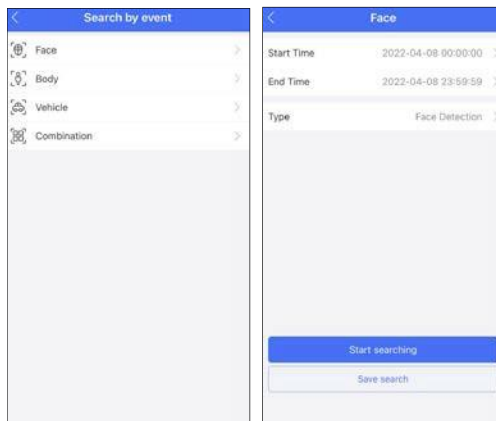 Search by event
Face
Body
Vehicle
Combination
Face
Start Time 2022-04-08 00:00:00
End Time 2022-04-08 23:59:59
Type Face Detection
Start searching
Save search